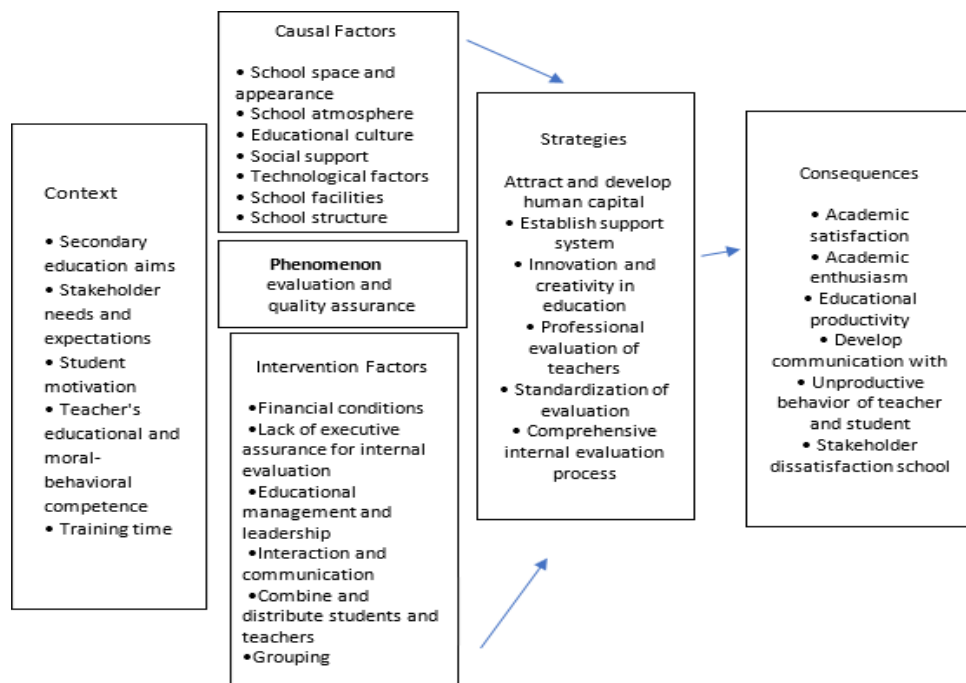 Context
• Secondary
education aims
• Stakeholder
needs and
expectations
• Student
motivation
• Teacher's
educational and
moral-
behavioral
competence
• Training time
Causal Factors
• School space and
appearance
• School atmosphere
• Educational culture
• Social support
• Technological factors
• School facilities
• School structure
Phenomenon
evaluation and
quality assurance
Intervention Factors
•Financial conditions
•Lack of executive
assurance for internal
evaluation
•Educational
management and
leadership
•Interaction and
communication
•Combine and
distribute students and
teachers
•Grouping
Strategies
Attract and develop
human capital
• Establish support
system
• Innovation and
creativity in
education
• Professional
evaluation of
teachers
• Standardization of
evaluation
• Comprehensive
internal evaluation
process
Consequences
• Academic
satisfaction
• Academic
enthusiasm
• Educational
productivity
• Develop
communication with
• Unproductive
behavior of teacher
and student
• Stakeholder
dissatisfaction school